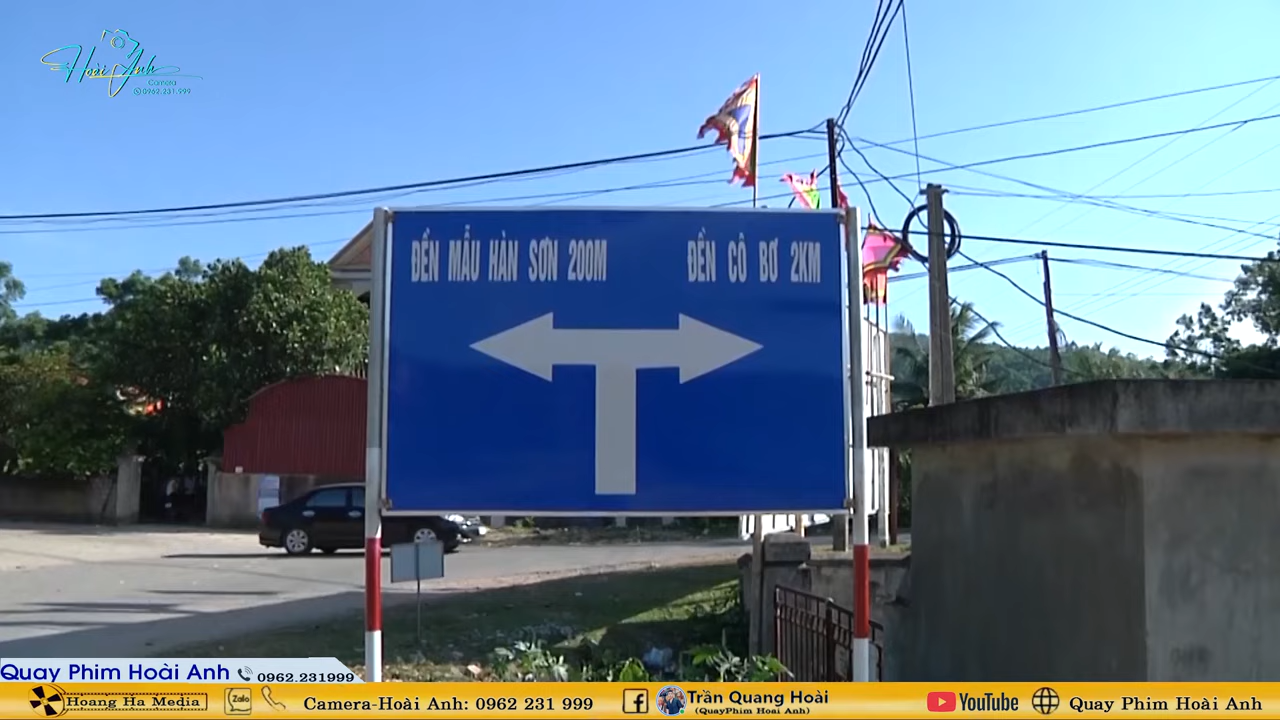 Hoài Anh
Camera
0962.231.999
ĐỀN MẪU HÀN SƠN 200M
ĐỀN CÔ BƠ 2KM
Quay Phim Hoài Anh
0962.231999
Hoang Ha Media
Zalo
Camera-Hoài Anh: 0962 231 999
Trần Quang Hoài
(QuayPhim Hoai Anh)
YouTube
Quay Phim Hoài Anh